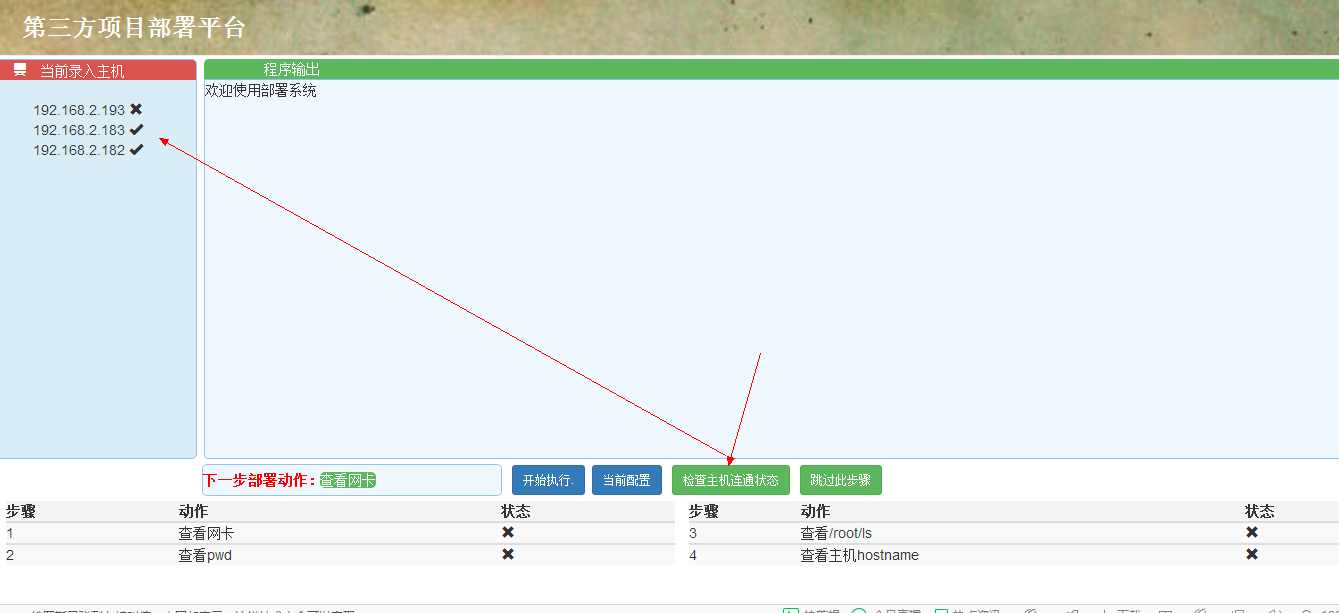 第三方项目部署平台
当前录入主机
程序输出
欢迎使用部署系统
192.168.2.193
192.168.2.183
192.168.2.182
下一步部署动作：查看网卡
开始执行.
当前配置
检查主机连通状态
跳过此步骤
步骤 动作 状态
1 查看网卡
2 查看pwd
步骤 动作 状态
3 查看/root/ls
4 查看主机hostname